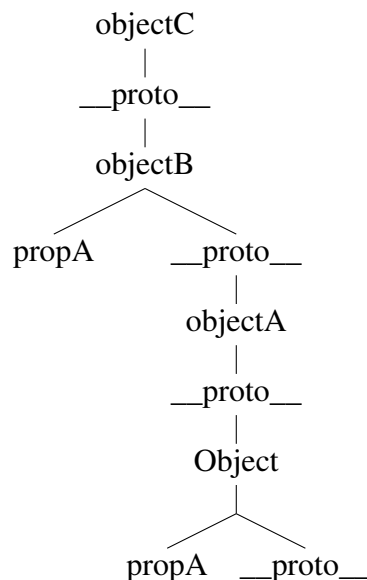 objectC
__proto__
objectB
propA __proto__
objectA
__proto__
Object
propA __proto__